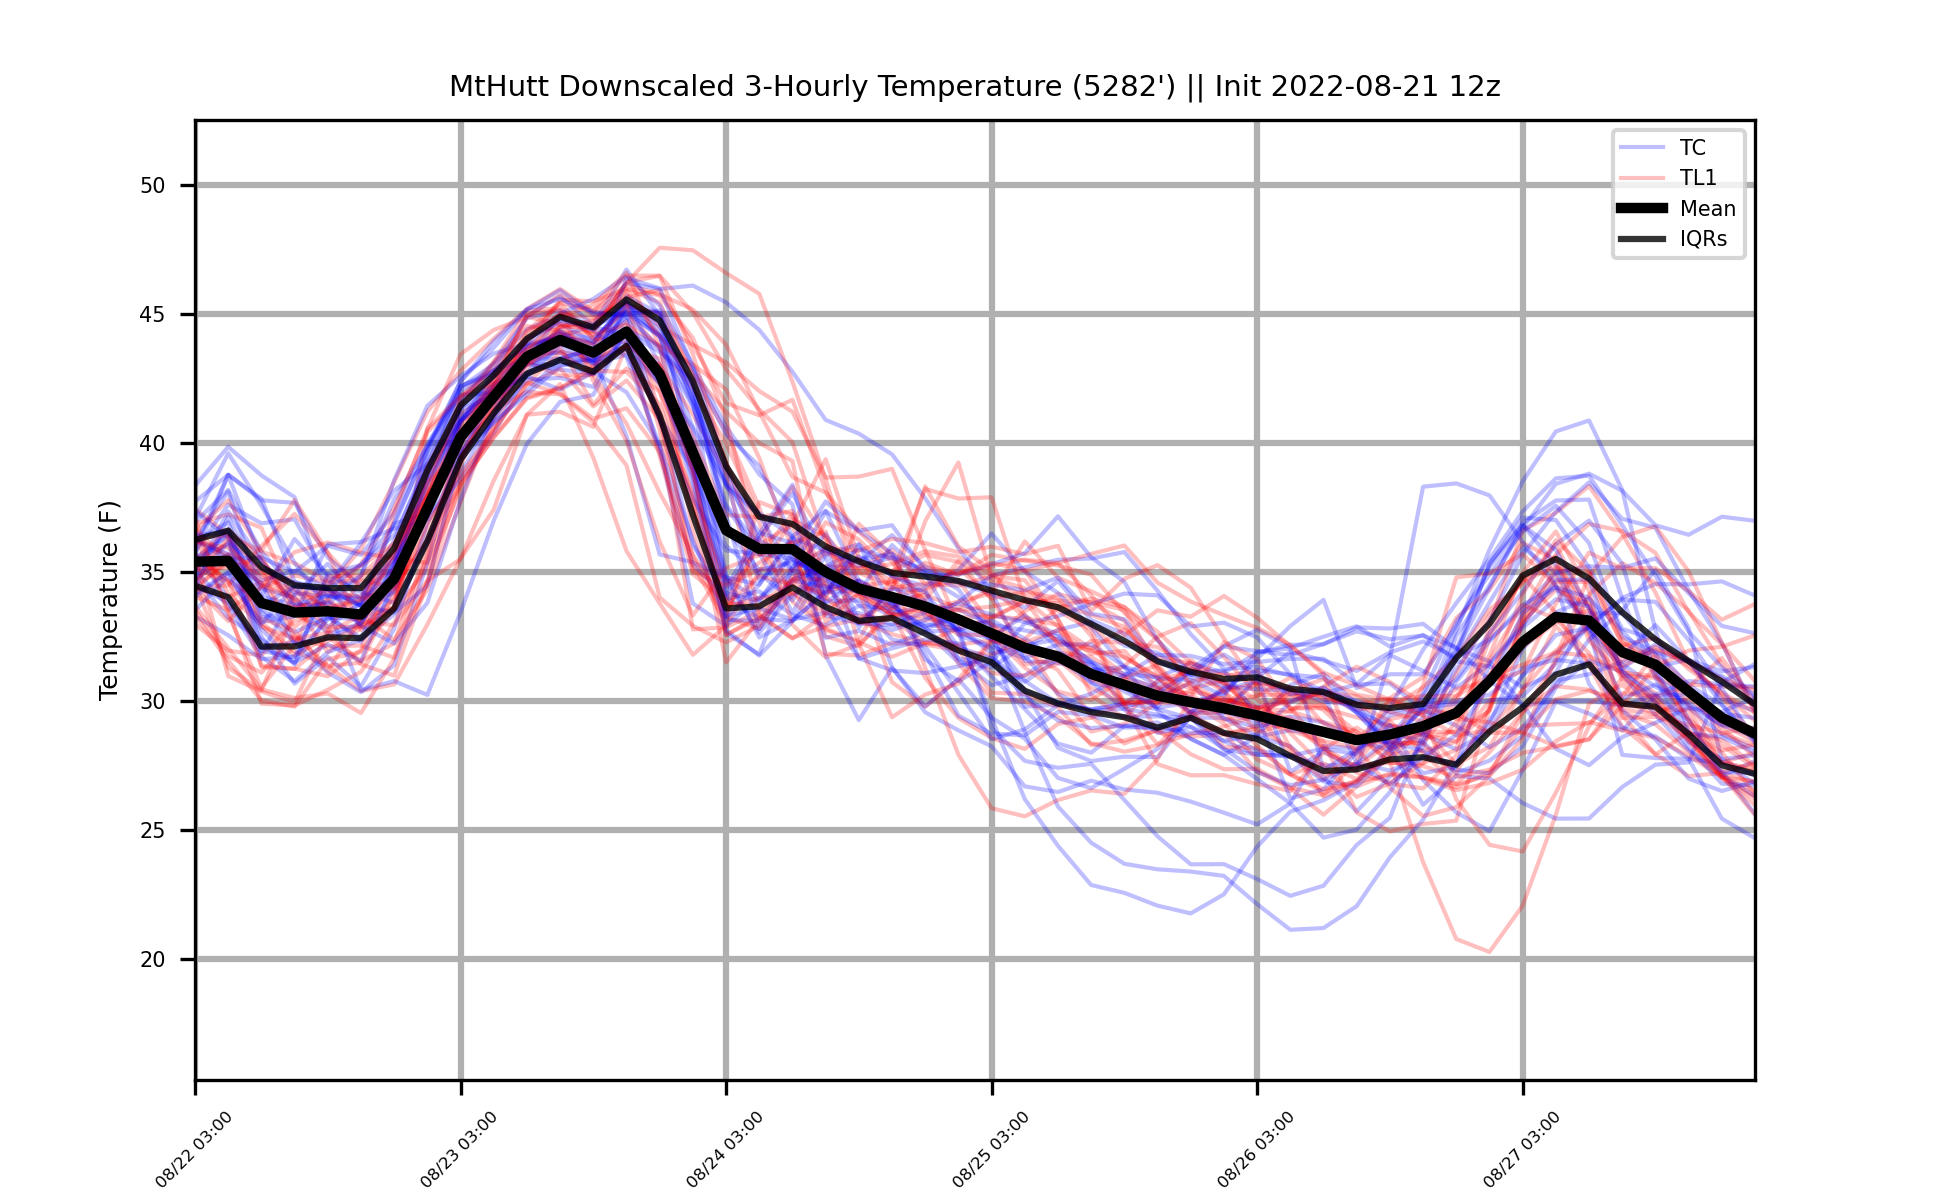 MtHutt Downscaled 3-Hourly Temperature (5282') || Init 2022-08-21 12z
TC
TL1
Mean
IQRs
Temperature (F)
50
45
40
35
30
25
20
08/22 03:00
08/23 03:00
08/24 03:00
08/25 03:00
08/26 03:00
08/27 03:00